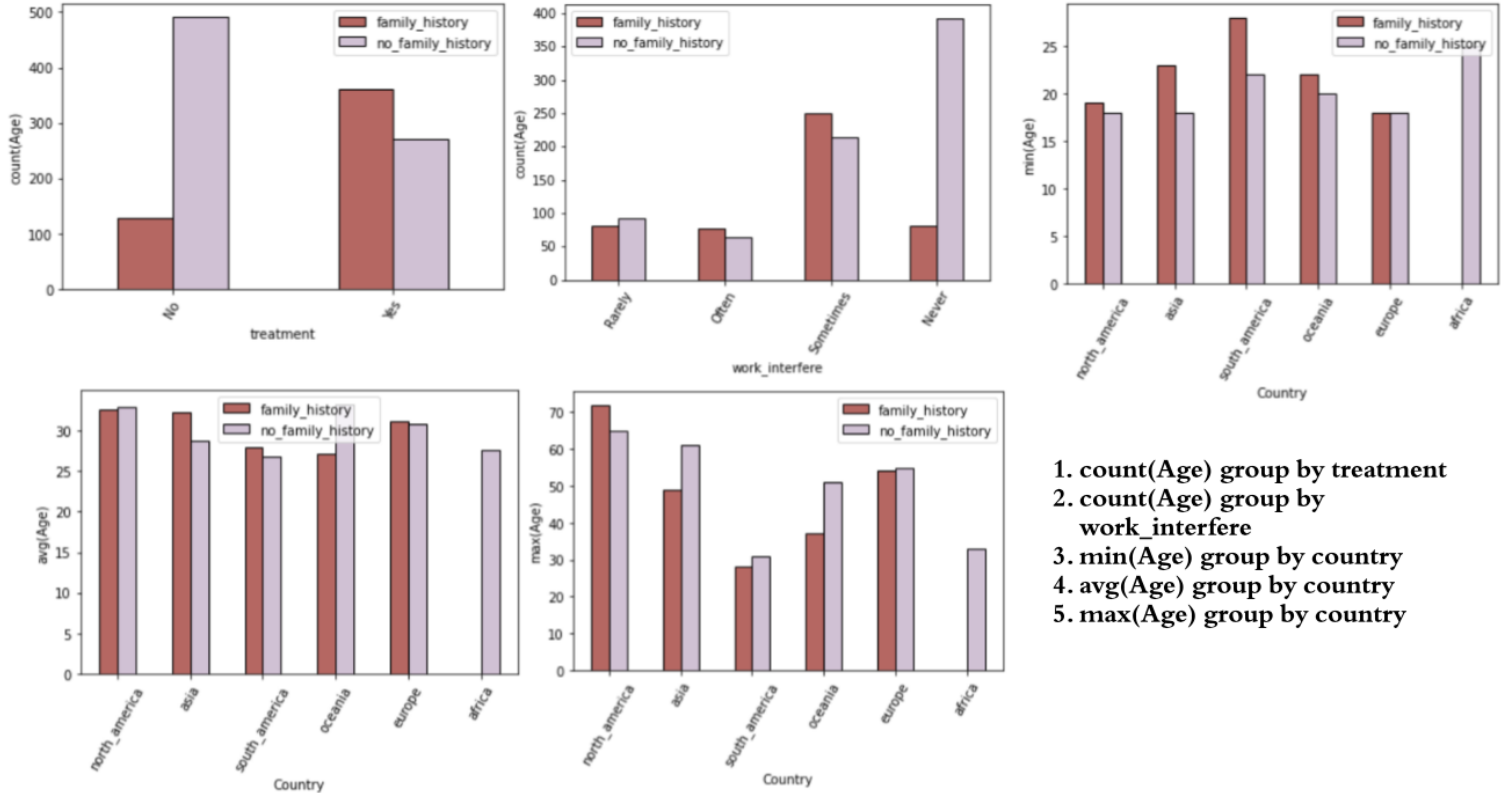 500
400
300
200
100
0
count(Age)
family_history
no_family_history
No
Yes
treatment
400
350
300
250
200
150
100
50
0
count(Age)
family_history
no_family_history
Rarely
Often
Sometimes
Never
work_interfere
25
20
15
10
5
0
min(Age)
family_history
no_family_history
north_america
asia
south_america
oceania
europe
africa
Country
30
25
20
15
10
5
0
avg(Age)
family_history
no_family_history
north_america
asia
south_america
oceania
europe
africa
Country
70
60
50
40
30
20
10
0
max(Age)
family_history
no_family_history
north_america
asia
south_america
oceania
europe
africa
Country
1. count(Age) group by treatment
2. count(Age) group by
work_interfere
3. min(Age) group by country
4. avg(Age) group by country
5. max(Age) group by country